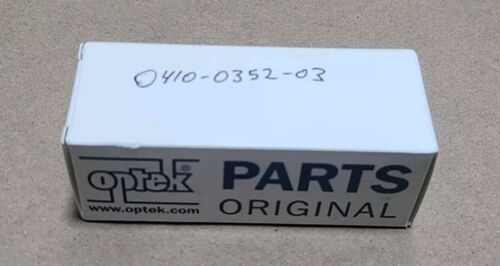 0410-0352-03
optek®
PARTS
www.optek.com
ORIGINAL